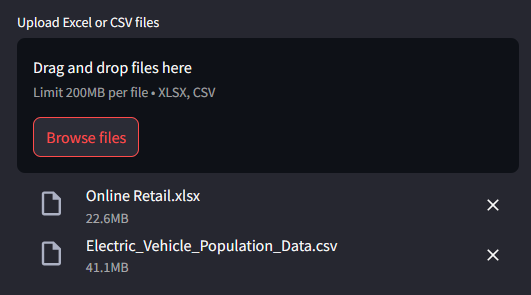 Upload Excel or CSV files
Drag and drop files here
Limit 200MB per file • XLSX, CSV
Browse files
Online Retail.xlsx
22.6MB
Electric_Vehicle_Population_Data.csv
41.1MB